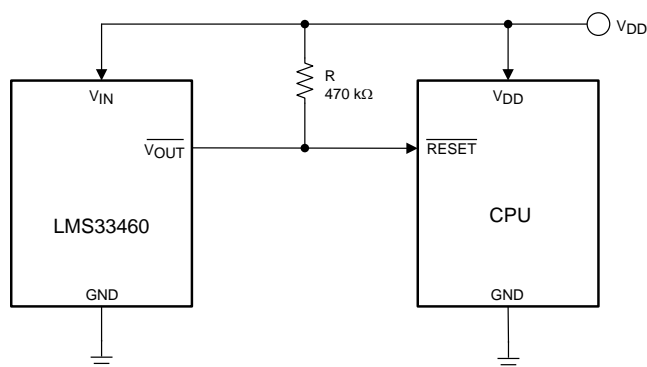 VDD
R
470 kΩ
VIN
VDD
VOUT
RESET
LMS33460
CPU
GND
GND